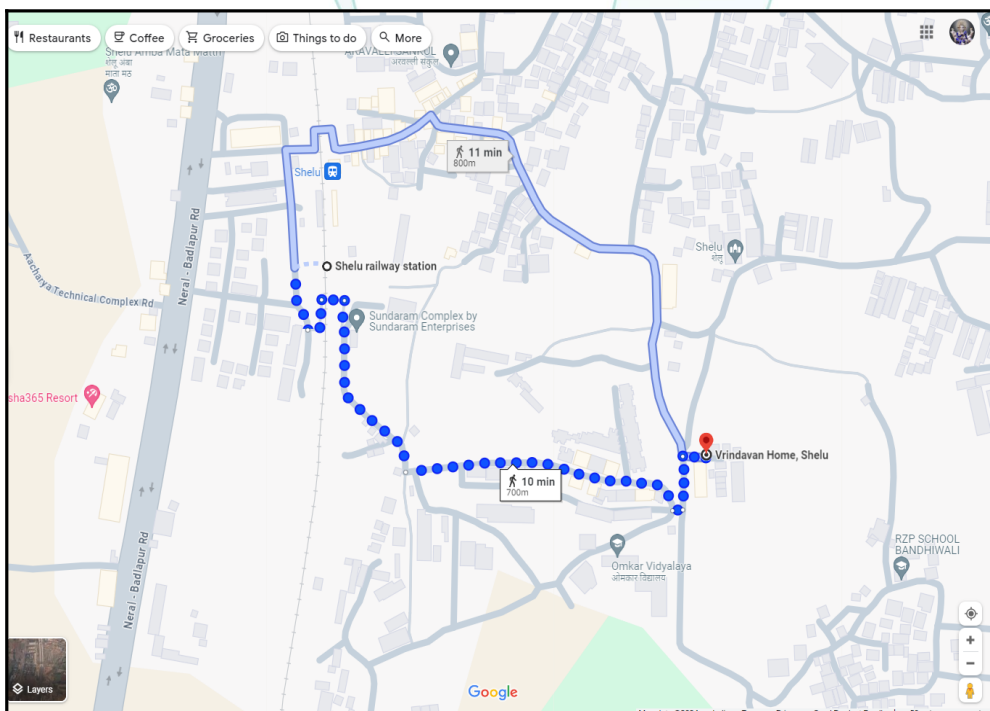 Restaurants
Coffee
Groceries
Things to do
More
Shelu Amba Mata Math
शेलू अंबा
माता मठ
ARAVALLI SANKUL
अरवल्ली संकुल
11 min
800m
Shelu
Neral - Badlapur Rd
Shelu railway station
Shelu
शेलू
Aacharya Technical Complex Rd
Sundaram Complex by
Sundaram Enterprises
sha365 Resort
Vrindavan Home, Shelu
10 min
700m
Neral - Badlapur Rd
RZP SCHOOL
BANDHIWALI
Omkar Vidyalaya
ओमकार विद्यालय
Layers
Google